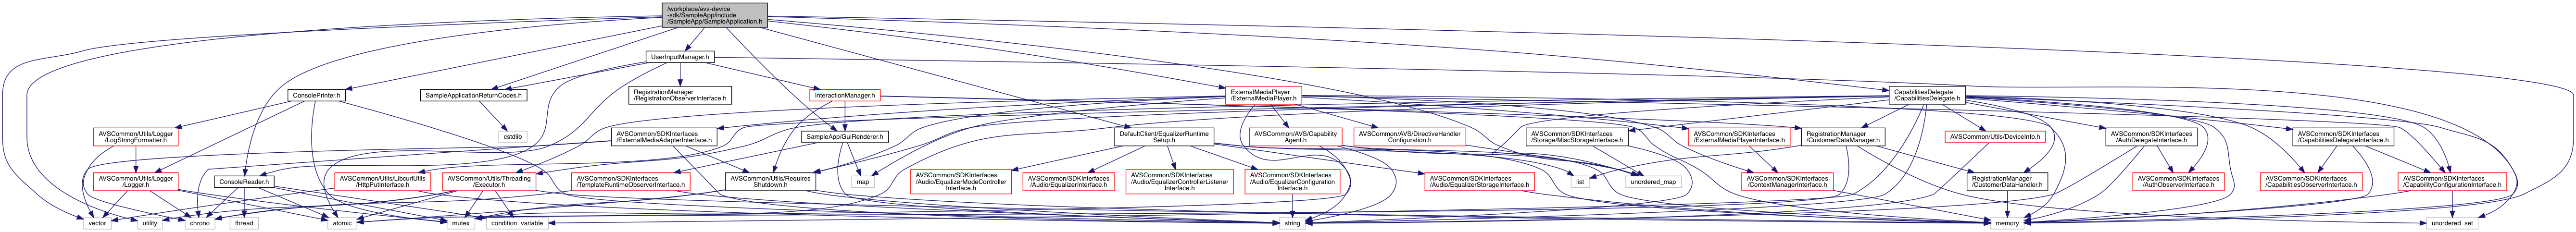 /workplace/avs-device
-sdk/SampleApp/include
/SampleApp/SampleApplication.h
UserInputManager.h
ConsolePrinter.h
SampleApplicationReturnCodes.h
RegistrationManager
/RegistrationObserverInterface.h
InteractionManager.h
ExternalMediaPlayer
/ExternalMediaPlayer.h
CapabilitiesDelegate
/CapabilitiesDelegate.h
AVSCommon/Utils/Logger
/LogStringFormatter.h
cstdlib
AVSCommon/SDKInterfaces
/ExternalMediaAdapterInterface.h
SampleApp/GuiRenderer.h
DefaultClient/EqualizerRuntime
Setup.h
AVSCommon/AVS/Capability
Agent.h
AVSCommon/AVS/DirectiveHandler
Configuration.h
AVSCommon/SDKInterfaces
/Storage/MiscStorageInterface.h
AVSCommon/SDKInterfaces
/ExternalMediaPlayerInterface.h
RegistrationManager
/CustomerDataManager.h
AVSCommon/Utils/DeviceInfo.h
AVSCommon/SDKInterfaces
/AuthDelegateInterface.h
AVSCommon/SDKInterfaces
/CapabilitiesDelegateInterface.h
AVSCommon/Utils/Logger
/Logger.h
ConsoleReader.h
AVSCommon/Utils/LibcurlUtils
/HttpPutInterface.h
AVSCommon/Utils/Threading
/Executor.h
AVSCommon/SDKInterfaces
/TemplateRuntimeObserverInterface.h
AVSCommon/Utils/Requires
Shutdown.h
map
AVSCommon/SDKInterfaces
/Audio/EqualizerModeController
Interface.h
AVSCommon/SDKInterfaces
/Audio/EqualizerInterface.h
AVSCommon/SDKInterfaces
/Audio/EqualizerControllerListener
Interface.h
AVSCommon/SDKInterfaces
/Audio/EqualizerConfiguration
Interface.h
AVSCommon/SDKInterfaces
/Audio/EqualizerStorageInterface.h
list
unordered_map
AVSCommon/SDKInterfaces
/ContextManagerInterface.h
RegistrationManager
/CustomerDataHandler.h
AVSCommon/SDKInterfaces
/AuthObserverInterface.h
AVSCommon/SDKInterfaces
/CapabilitiesObserverInterface.h
AVSCommon/SDKInterfaces
/CapabilityConfigurationInterface.h
vector
utility
chrono
thread
atomic
mutex
condition_variable
string
memory
unordered_set